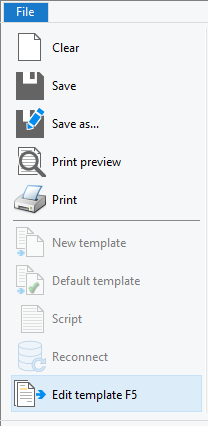 File
Clear
Save
Save as...
Print preview
Print
New template
Default template
Script
Reconnect
Edit template F5